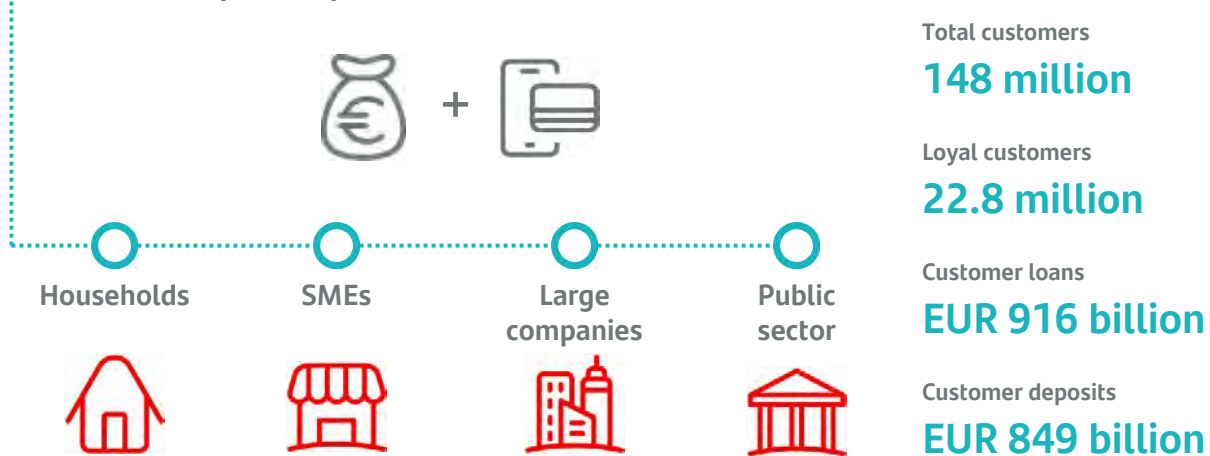 +
Households
SMEs
Large
companies
Public
sector
Total customers
148 million
Loyal customers
22.8 million
Customer loans
EUR 916 billion
Customer deposits
EUR 849 billion